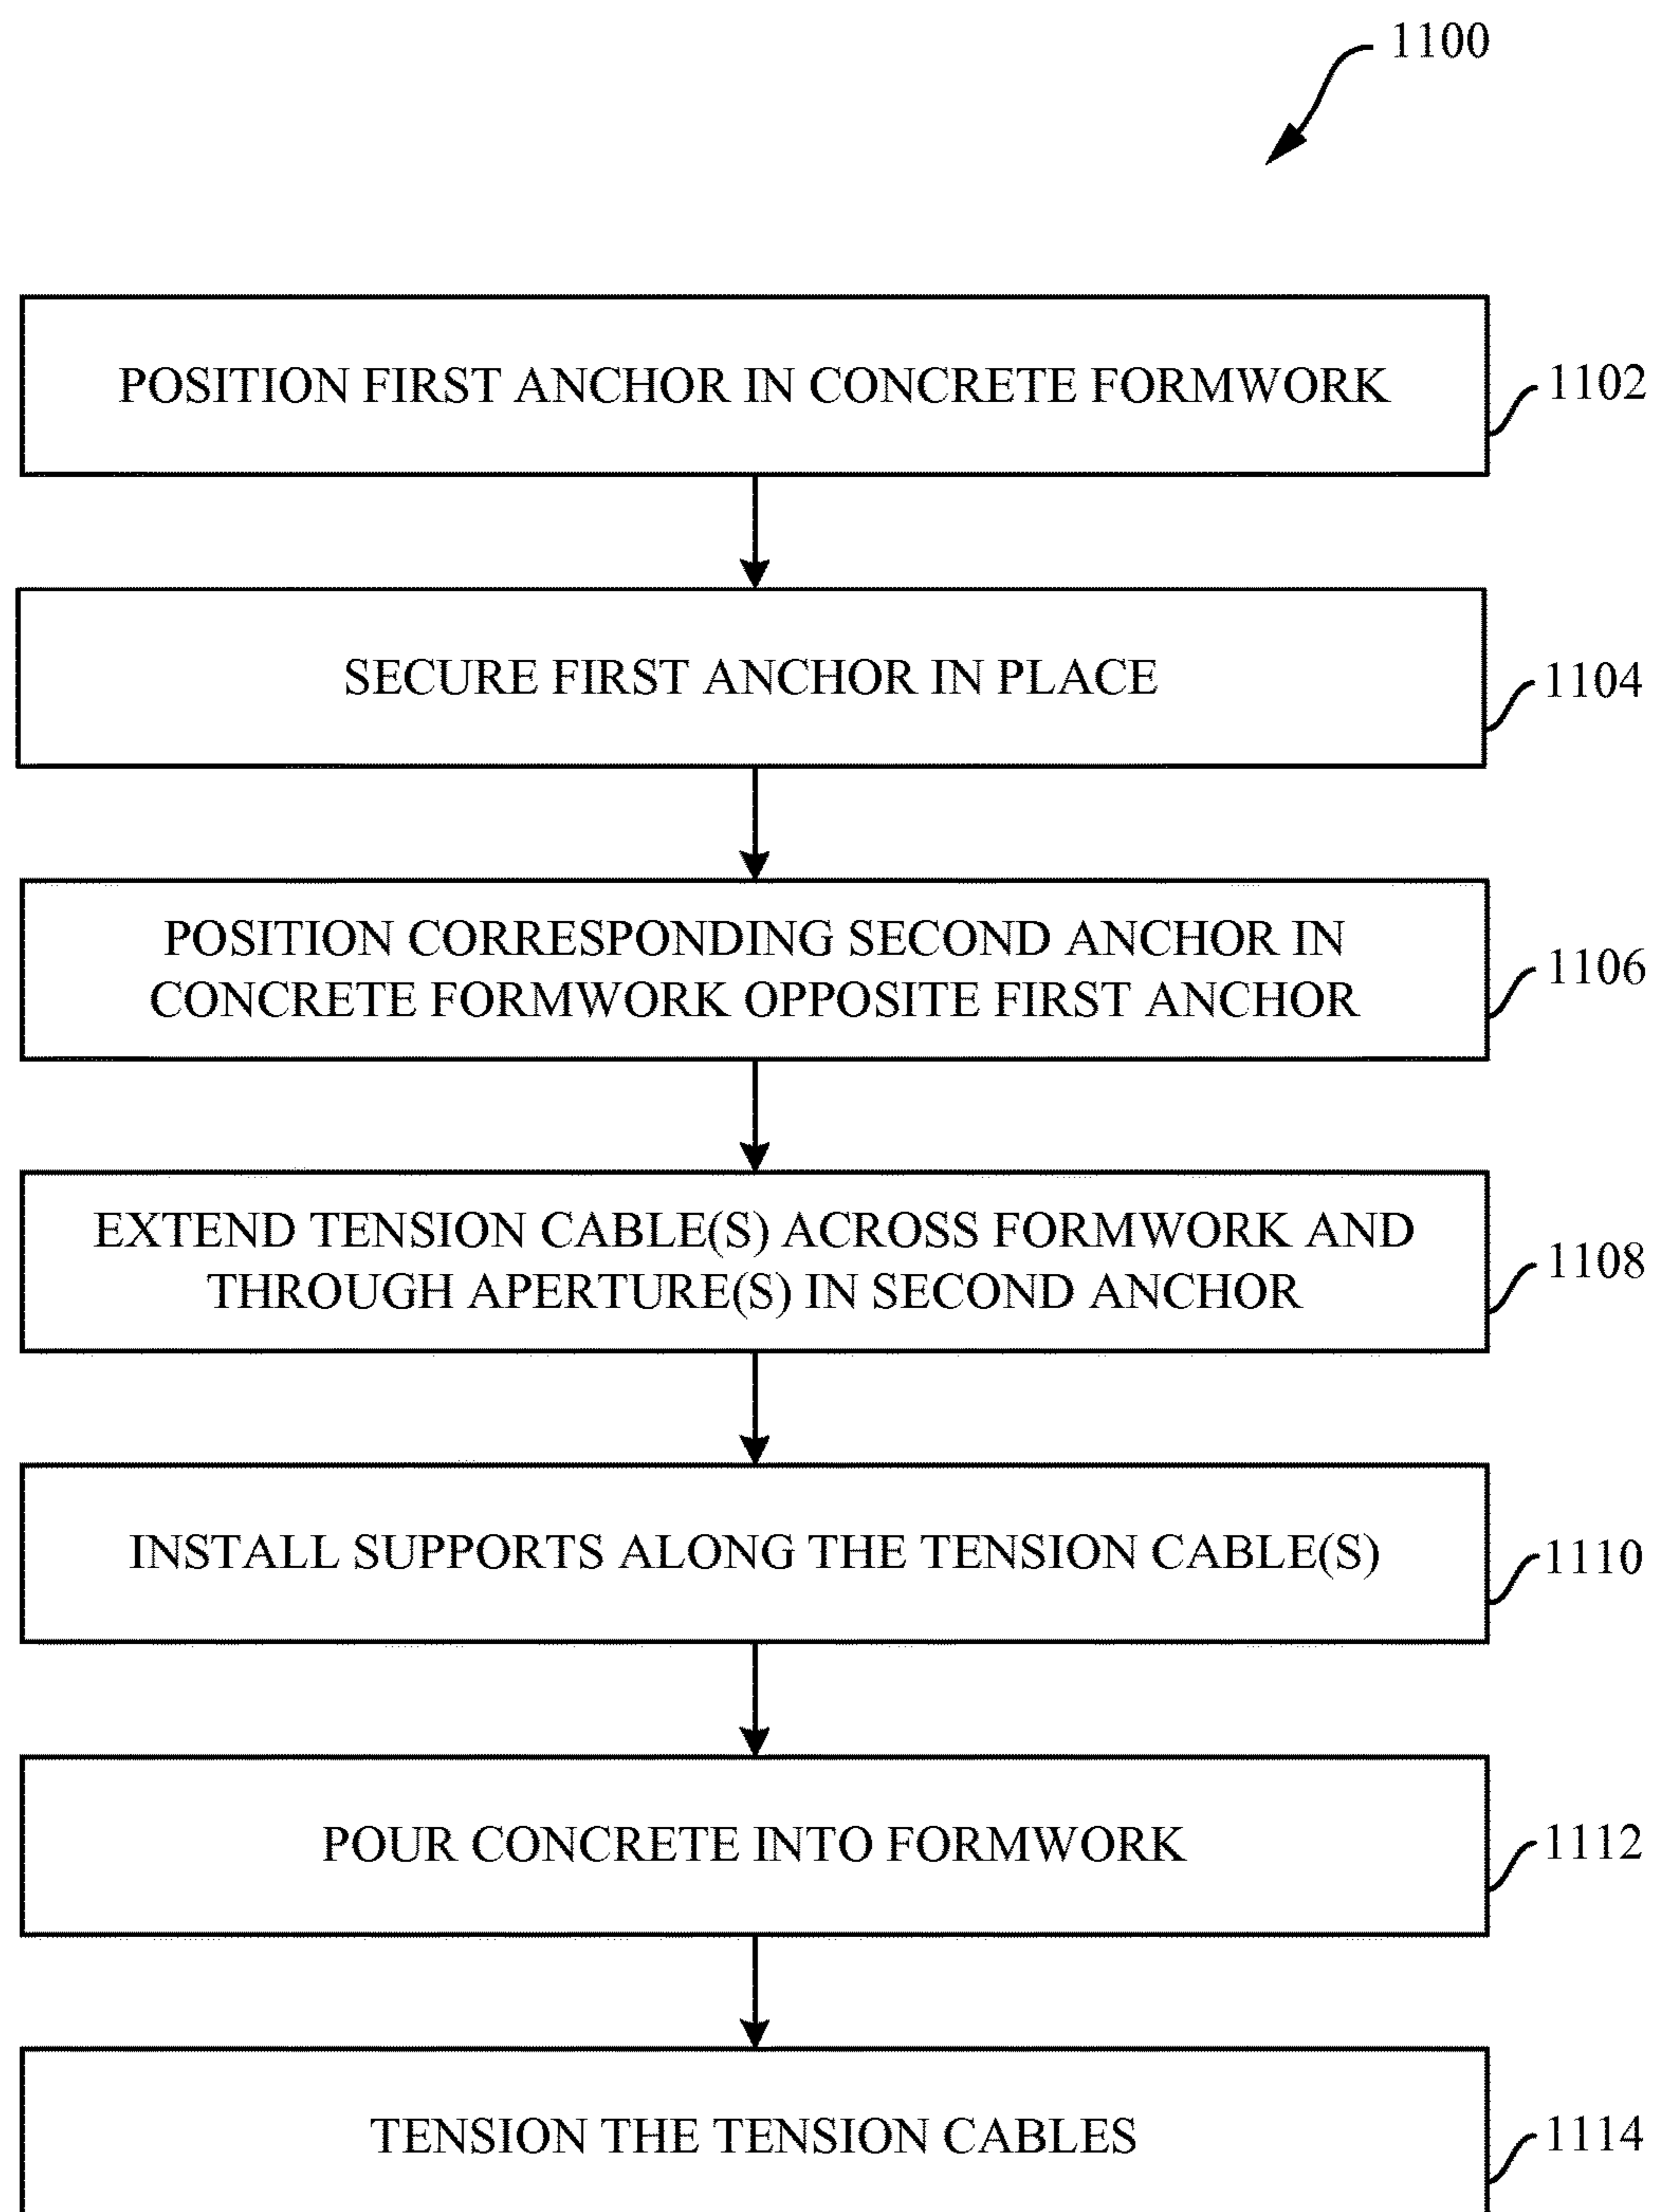 1100
POSITION FIRST ANCHOR IN CONCRETE FORMWORK
1102
SECURE FIRST ANCHOR IN PLACE
1104
POSITION CORRESPONDING SECOND ANCHOR IN
CONCRETE FORMWORK OPPOSITE FIRST ANCHOR
1106
EXTEND TENSION CABLE(S) ACROSS FORMWORK AND
THROUGH APERTURE(S) IN SECOND ANCHOR
1108
INSTALL SUPPORTS ALONG THE TENSION CABLE(S)
1110
POUR CONCRETE INTO FORMWORK
1112
TENSION THE TENSION CABLES
1114